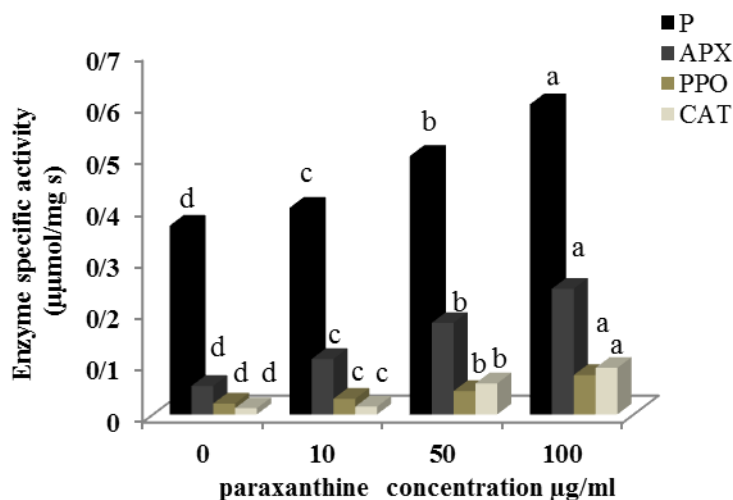 P
APX
PPO
CAT
Enzyme specific activity
(µµmol/mg s)
0/7
0/6
0/5
0/4
0/3
0/2
0/1
0
d
d
d
d
c
c
c
c
b
b
b
b
a
a
a
a
0
10
50
100
paraxanthine concentration µg/ml